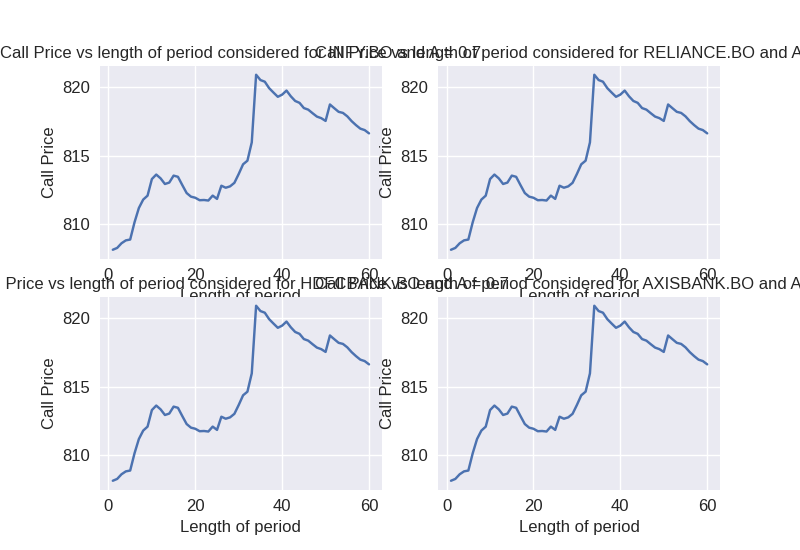 Call Price vs length of period considered for INFY.BO and A = 0.7
Call Price vs length of period considered for RELIANCE.BO and A
820
815
810
Call Price
0 20 40 60
Length of period
820
815
810
Call Price
0 20 40 60
Length of period
Price vs length of period considered for HDFCBANK.BO and A = 0.7
Call Price vs length of period considered for AXISBANK.BO and A
820
815
810
Call Price
0 20 40 60
Length of period
820
815
810
Call Price
0 20 40 60
Length of period